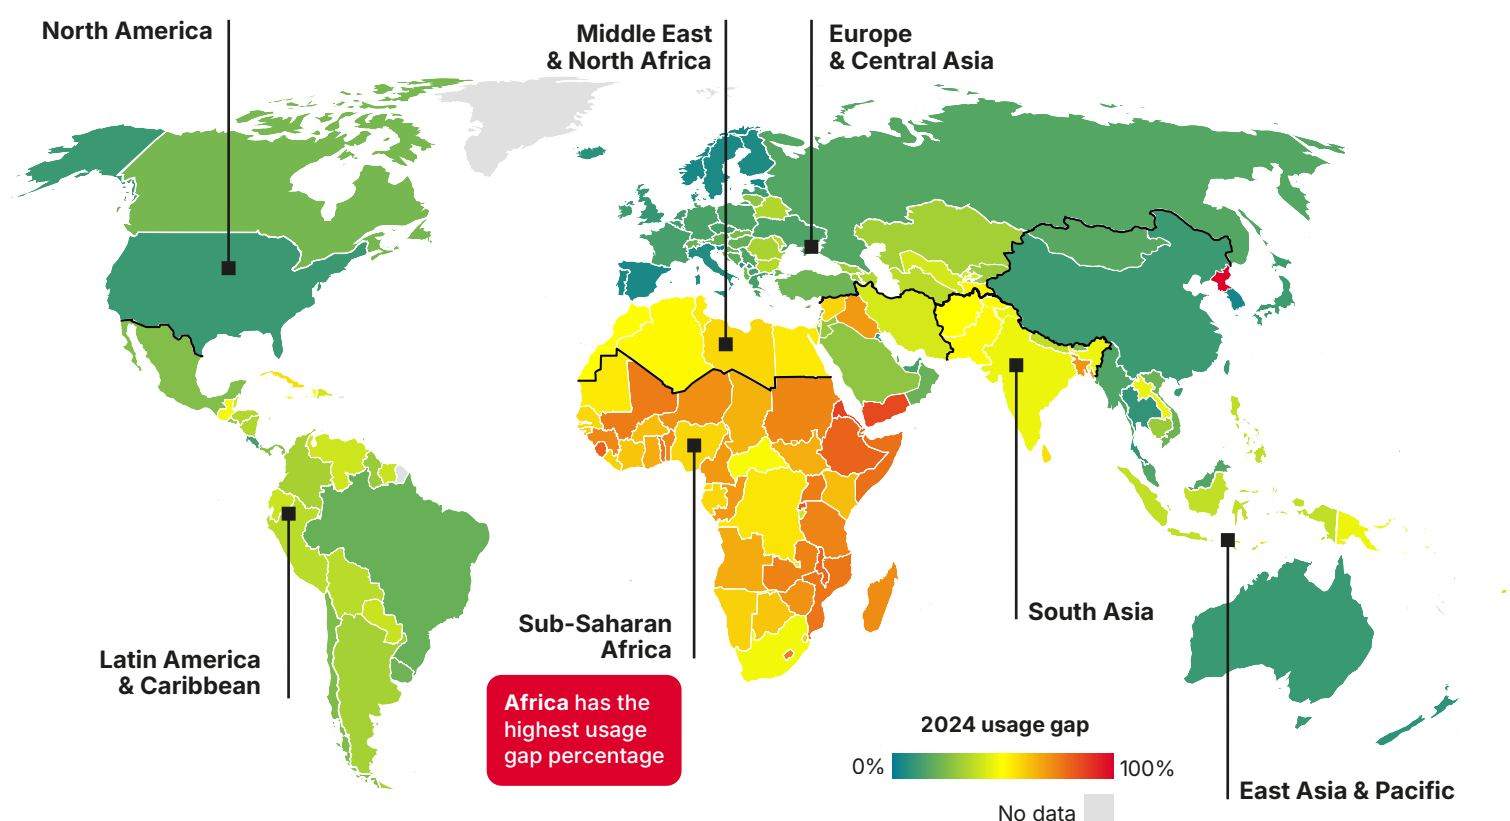 North America
Middle East
& North Africa
Europe
& Central Asia
Latin America
& Caribbean
Sub-Saharan
Africa
Africa has the
highest usage
gap percentage
South Asia
2024 usage gap
0%
100%
No data
East Asia & Pacific